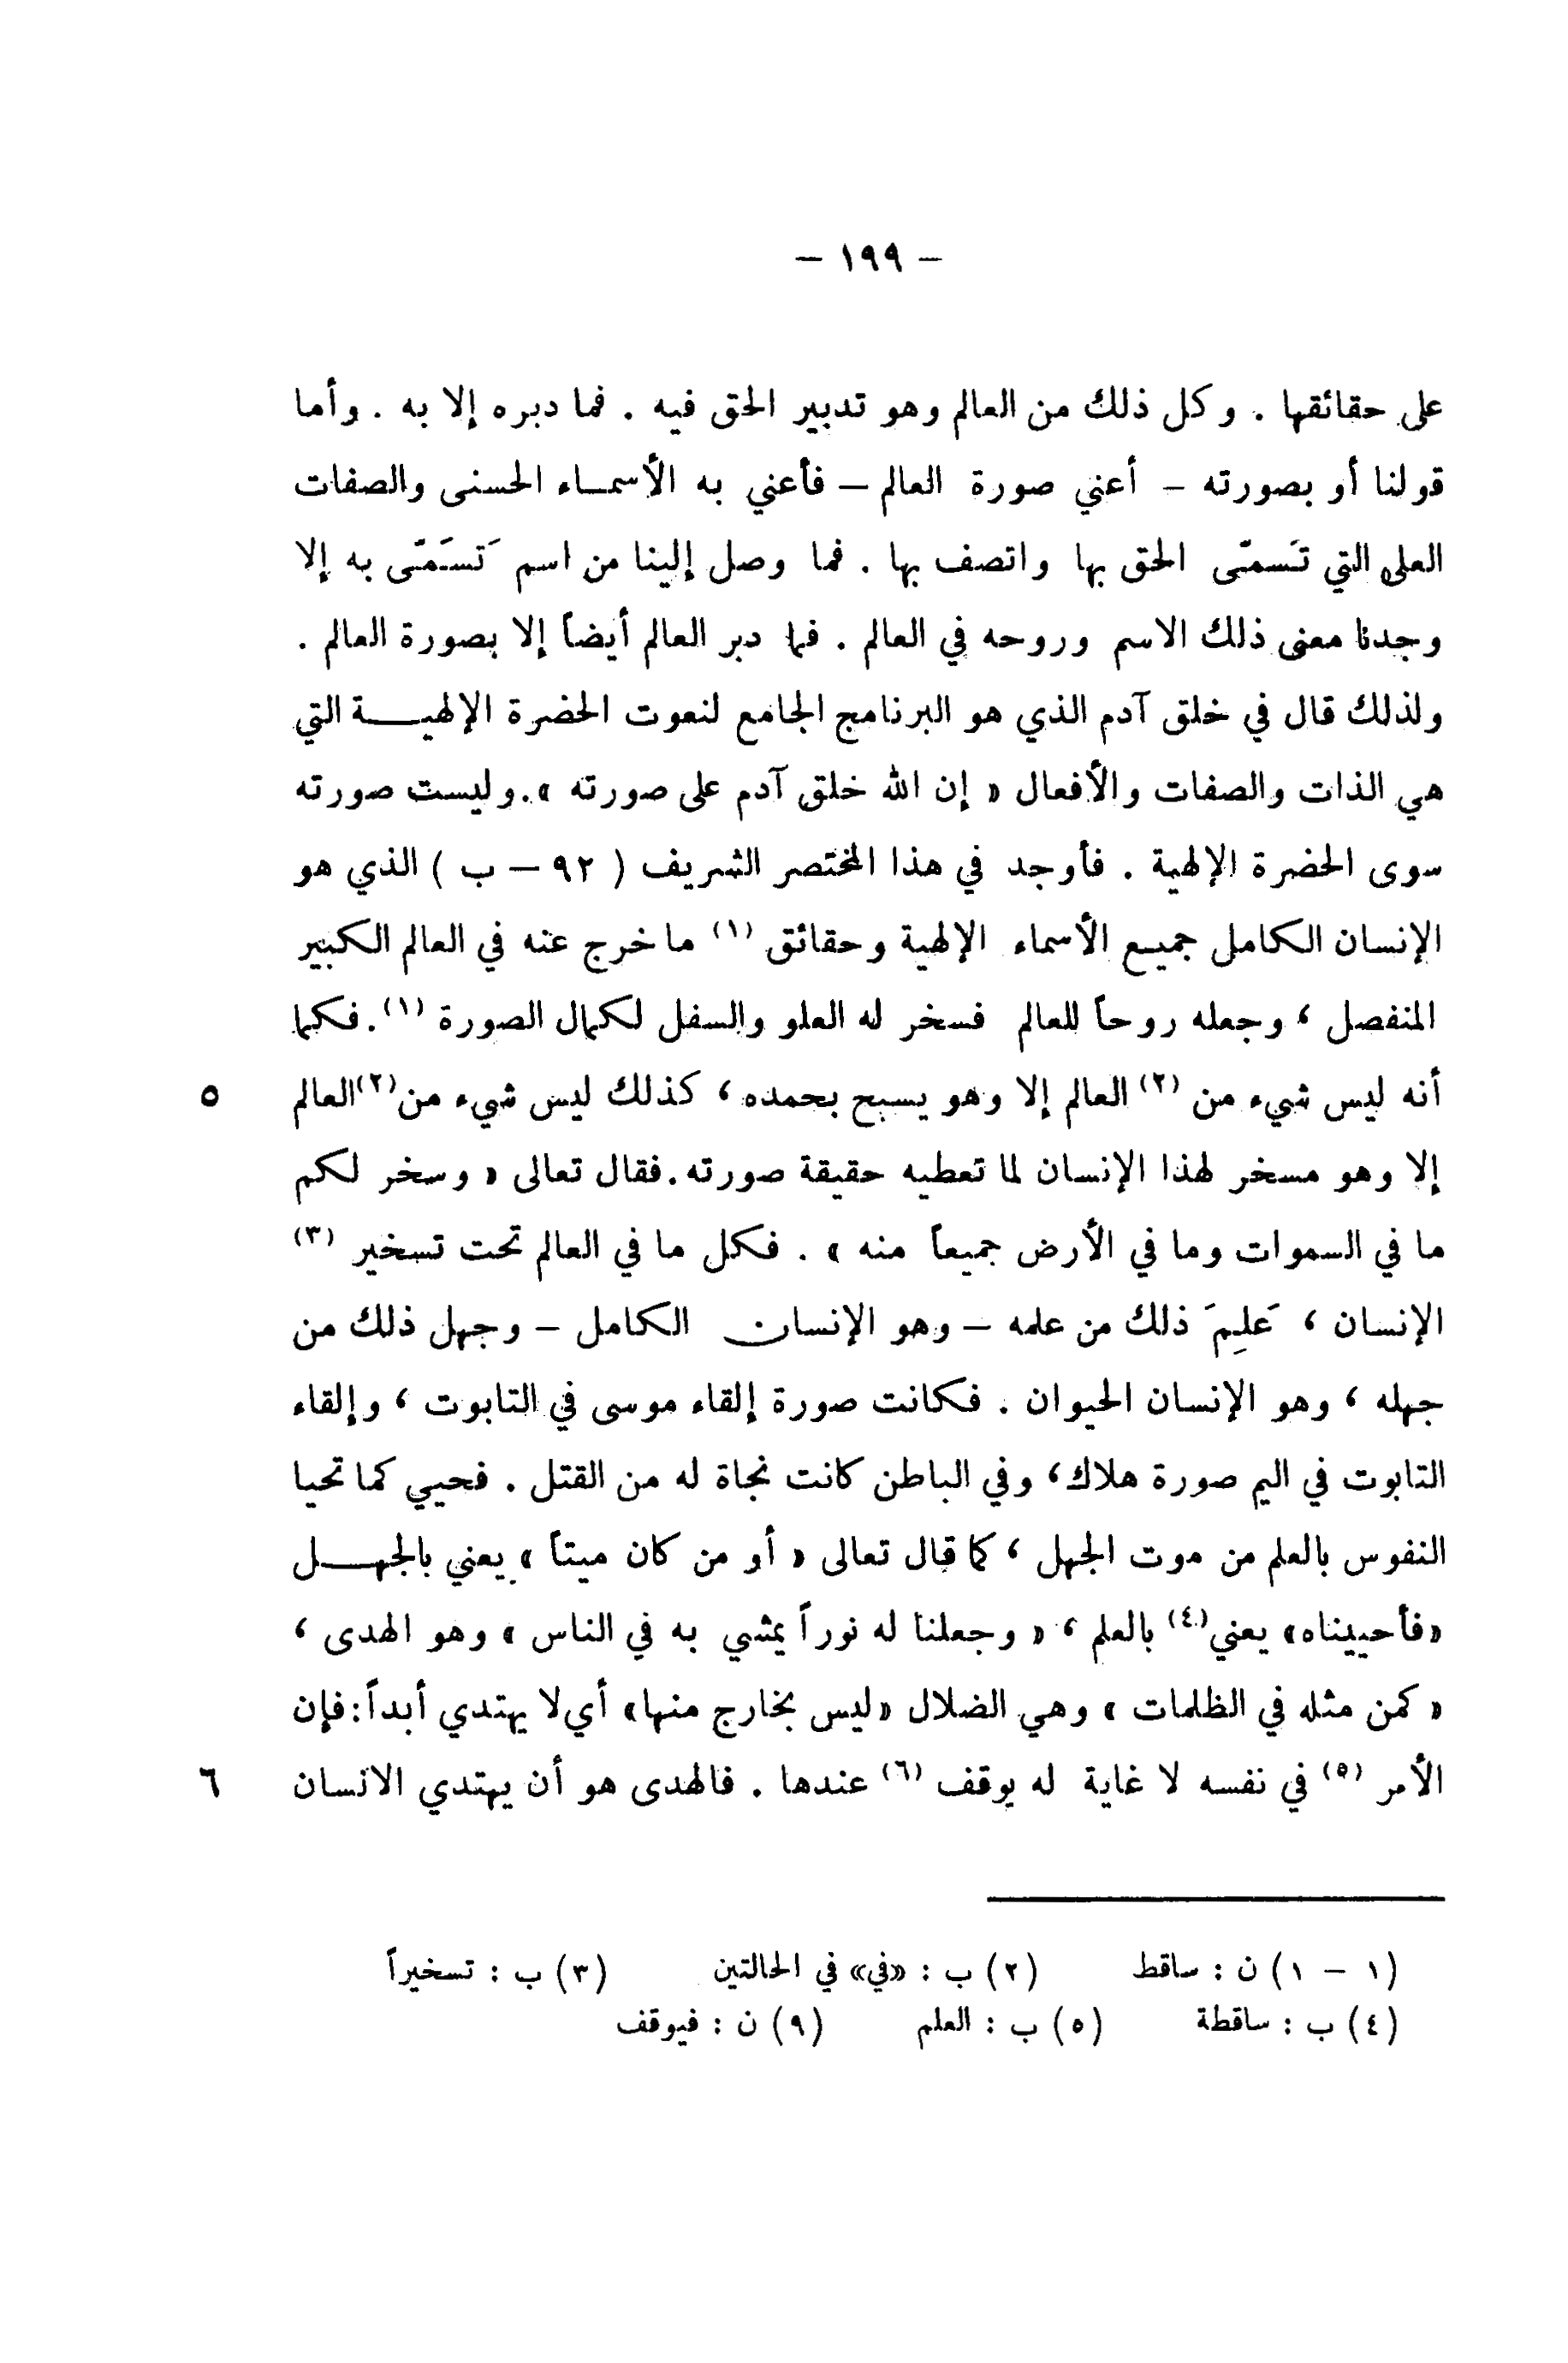 – ١٩٩ –
على حقائقها . وكل ذلك من العالم وهو تدبير الحق فيه . فما دبره إلا به . وأما
قولنا أو بصورته – أعني صورة العالم – فأعني به الأسماء الحسنى والصفات
العلى التي تَسمَّى الحق بها واتصف بها . فما وصل إلينا من اسم تَسَمَّى به إلا
وجدنا معنى ذلك الاسم وروحه في العالم . فما دبر العالم أيضاً إلا بصورة العالم .
ولذلك قال في خلق آدم الذي هو البرنامج الجامع لنعوت الحضرة الإلهية التي
هي الذات والصفات والأفعال « إن الله خلق آدم على صورته ».وليست صورته
سوى الحضرة الإلهية . فأوجد في هذا المختصر الشريف ( ٩٢ – ب ) الذي هو
الإنسان الكامل جميع الأسماء الإلهية وحقائق (١) ما خرج عنه في العالم الكبير
المنفصل ، وجعله روحاً للعالم فسخر له العلو والسفل لكمال الصورة (١).فكما
أنه ليس شيء من (٢) العالم إلا وهو يسبح بحمده ، كذلك ليس شيء من(٢)العالم ٥
إلا وهو مسخر لهذا الإنسان لما تعطيه حقيقة صورته.فقال تعالى « وسخر لكم
ما في السموات وما في الأرض جميعاً منه » . فكل ما في العالم تحت تسخير (٣)
الإنسان ، عَلِمَ ذلك من علمه – وهو الإنسان الكامل – وجهل ذلك من
جهله ، وهو الإنسان الحيوان . فكانت صورة إلقاء موسى في التابوت ، وإلقاء
التابوت في اليم صورة هلاك ، وفي الباطن كانت نجاة له من القتل . فحيي كما تحيا
النفوس بالعلم من موت الجهل ، كما قال تعالى « أو من كان ميتاً » يعني بالجهل
«فأحييناه» يعني(٤) بالعلم ، « وجعلنا له نوراً يمشي به في الناس » وهو الهدى ،
« كمن مثله في الظلمات » وهي الضلال «ليس بخارج منها» أي لا يهتدي أبداً:فإن
الأمر (٥) في نفسه لا غاية له يوقف (٦) عندها . فالهدى هو أن يهتدي الانسان ٦
(١ – ١) ن : ساقط (٢) ب : «في» في الحالتين (٣) ب : تسخيراً
(٤) ب : ساقطة (٥) ب : العلم (٩) ن : فيوقف